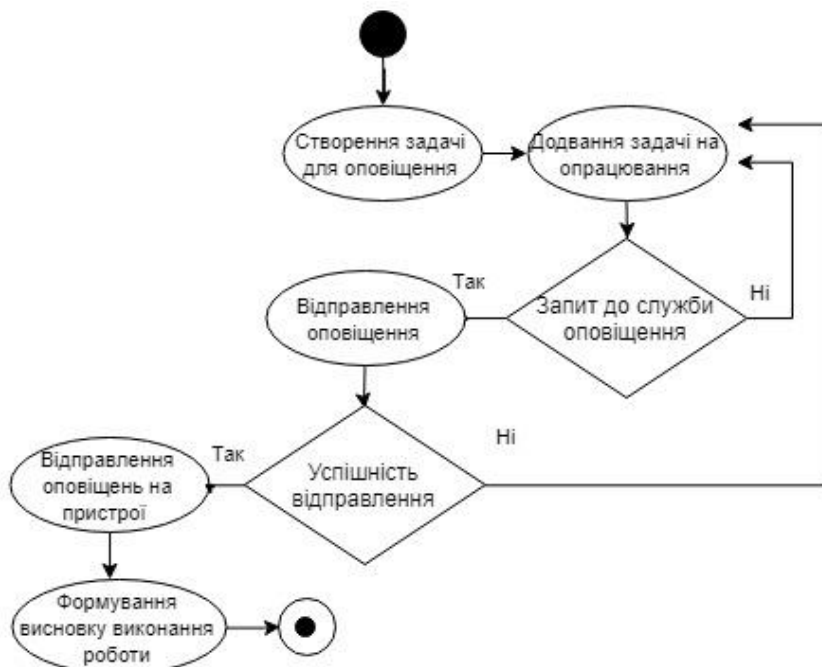 Створення задачі
для оповіщення
Додвання задачі на
опрацювання
Запит до служби
оповіщення
Так
Ні
Відправлення
оповіщення
Успішність
відправлення
Так
Ні
Відправлення
оповіщень на
пристрої
Формування
висновку виконання
роботи